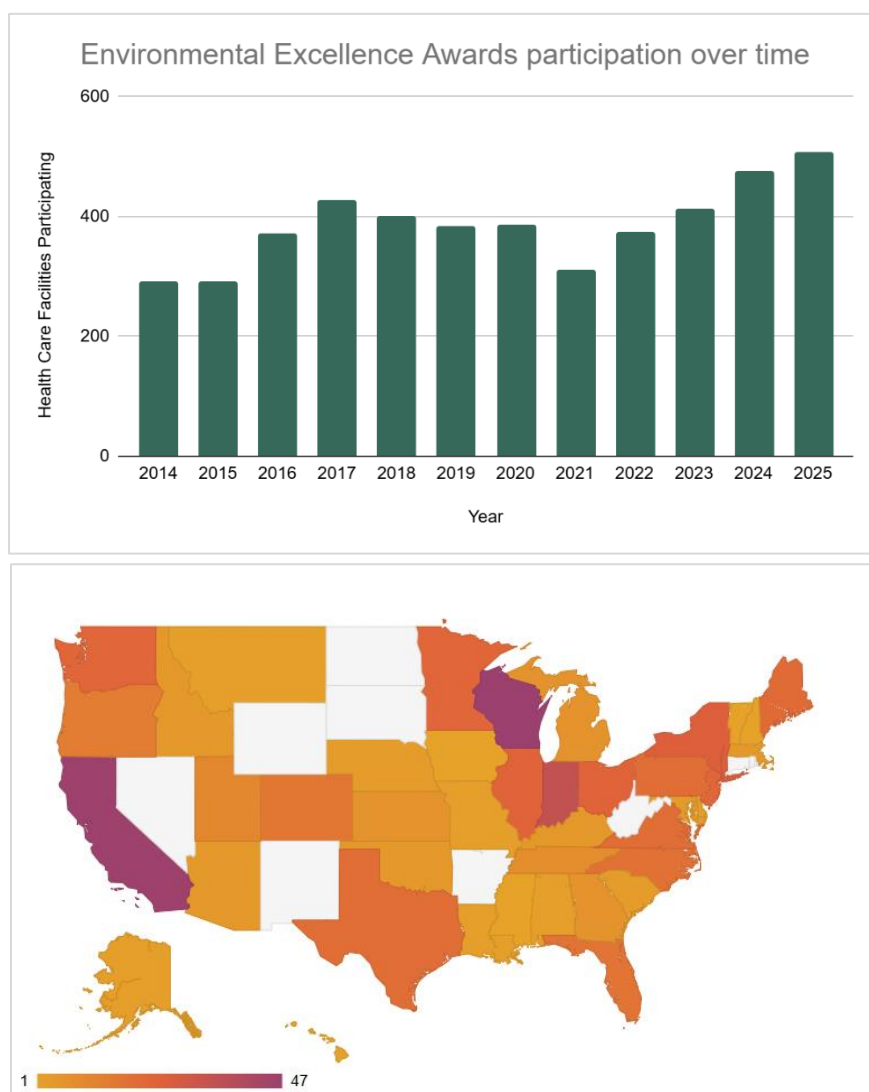 Environmental Excellence Awards participation over time
600
400
200
0
Health Care Facilities Participating
2014 2015 2016 2017 2018 2019 2020 2021 2022 2023 2024 2025
Year
1 47